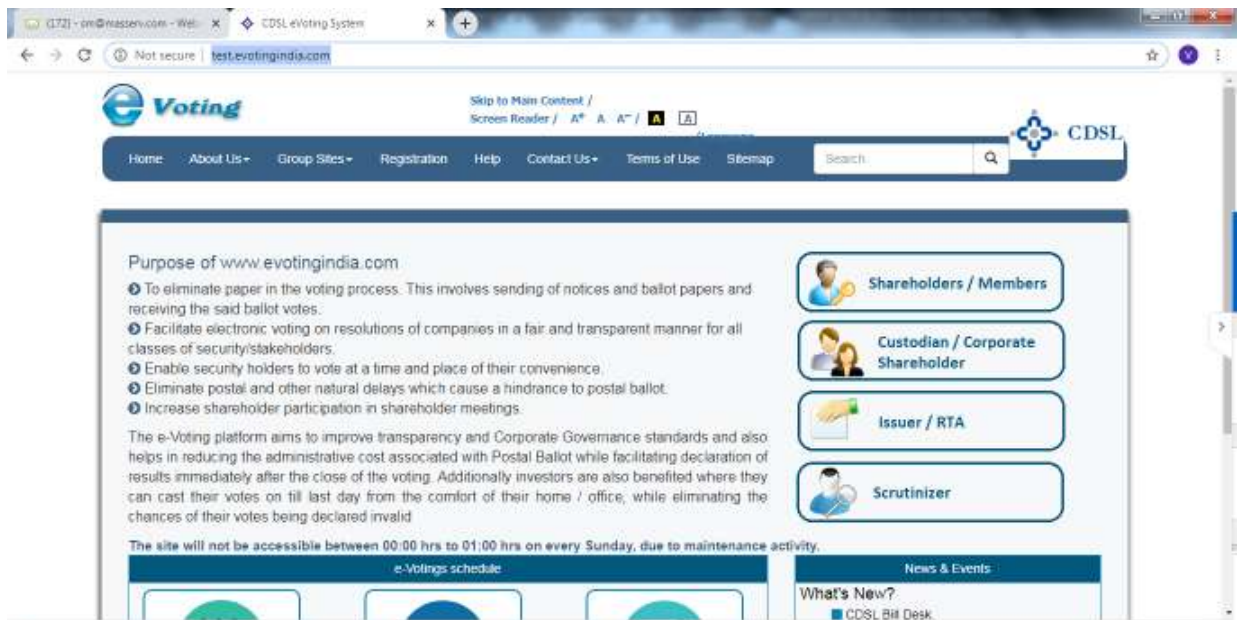 (172) - om@masserv.com - Web
CDSL eVoting System
Not secure | test.evotingindia.com
e Voting
Skip to Main Content /
Screen Reader / A+ A A- / A A
CDSL
Home About Us Group Sites Registration Help Contact Us Terms of Use Sitemap Search
Purpose of www.evotingindia.com
To eliminate paper in the voting process. This involves sending of notices and ballot papers and
receiving the said ballot votes.
Facilitate electronic voting on resolutions of companies in a fair and transparent manner for all
classes of security/stakeholders.
Enable security holders to vote at a time and place of their convenience.
Eliminate postal and other natural delays which cause a hindrance to postal ballot.
Increase shareholder participation in shareholder meetings.
The e-Voting platform aims to improve transparency and Corporate Governance standards and also
helps in reducing the administrative cost associated with Postal Ballot while facilitating declaration of
results immediately after the close of the voting. Additionally investors are also benefited where they
can cast their votes on till last day from the comfort of their home / office, while eliminating the
chances of their votes being declared invalid
The site will not be accessible between 00:00 hrs to 01:00 hrs on every Sunday, due to maintenance activity.
Shareholders / Members
Custodian / Corporate
Shareholder
Issuer / RTA
Scrutinizer
e-Votings schedule
News & Events
What's New?
CDSL Bill Desk